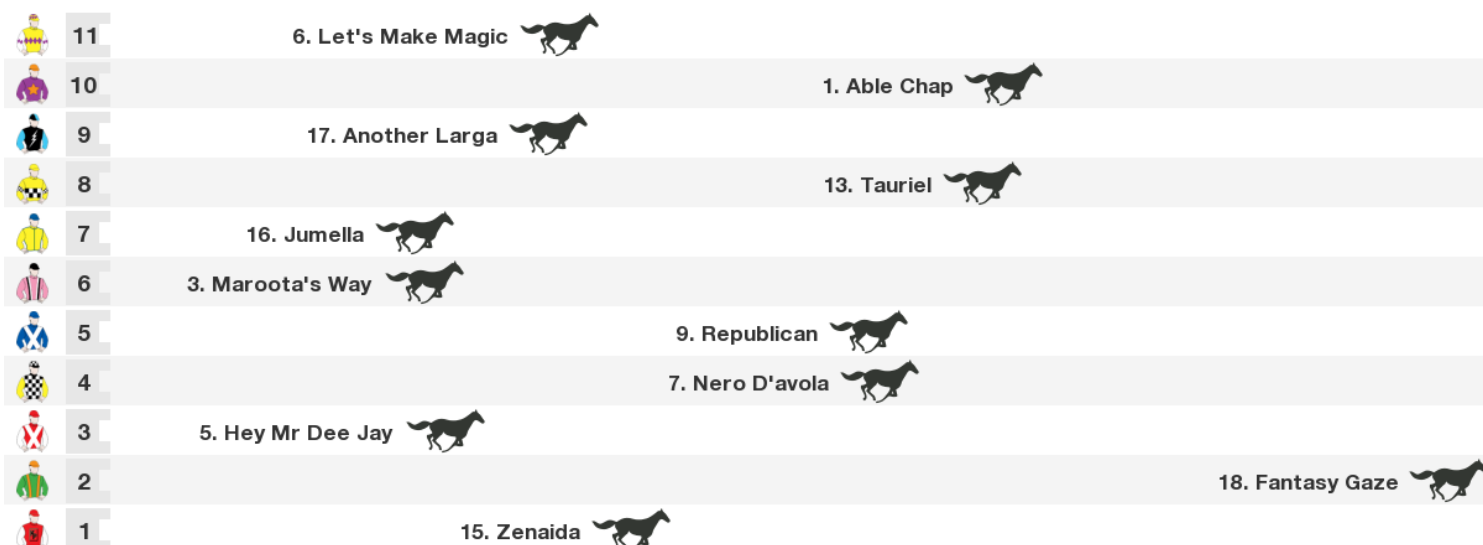 11 6. Let's Make Magic
10 1. Able Chap
9 17. Another Larga
8 13. Tauriel
7 16. Jumella
6 3. Maroota's Way
5 9. Republican
4 7. Nero D'avola
3 5. Hey Mr Dee Jay
2 18. Fantasy Gaze
1 15. Zenaida